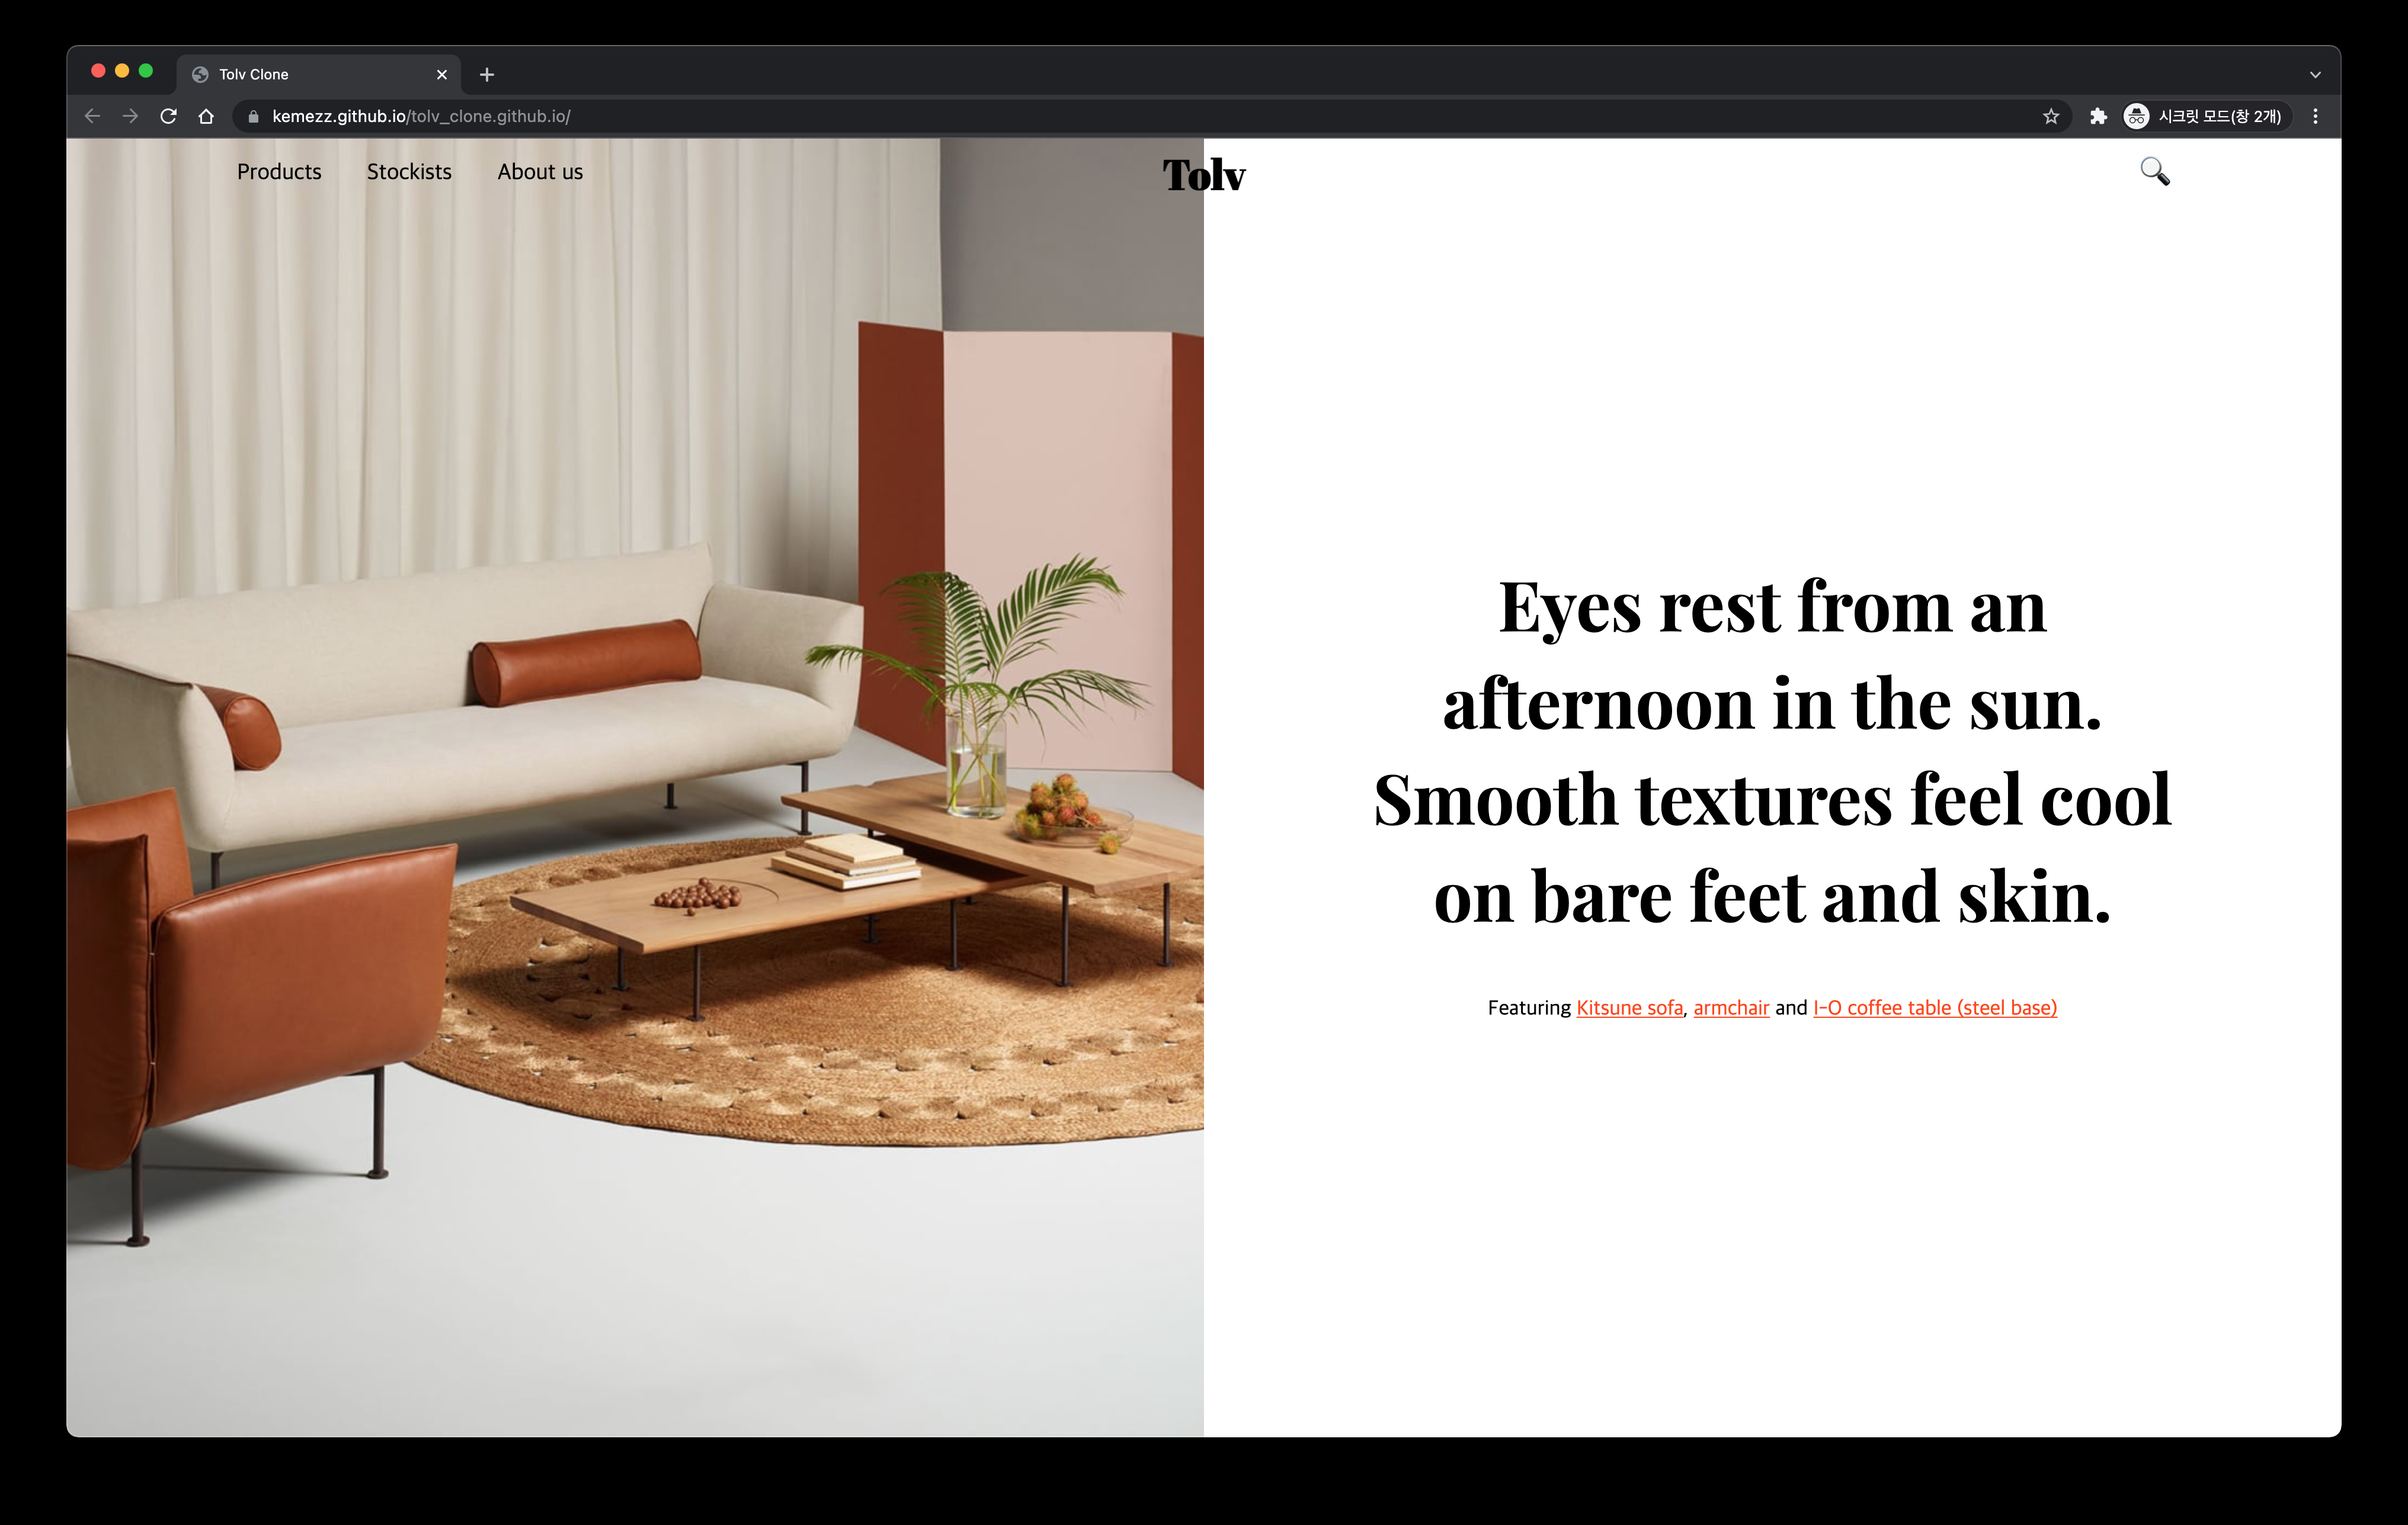 Tolv Clone
kemezz.github.io/tolv_clone.github.io/
시크릿 모드(창 2개)
Products Stockists About us
Tolv
Eyes rest from an
afternoon in the sun.
Smooth textures feel cool
on bare feet and skin.
Featuring Kitsune sofa, armchair and I-O coffee table (steel base)